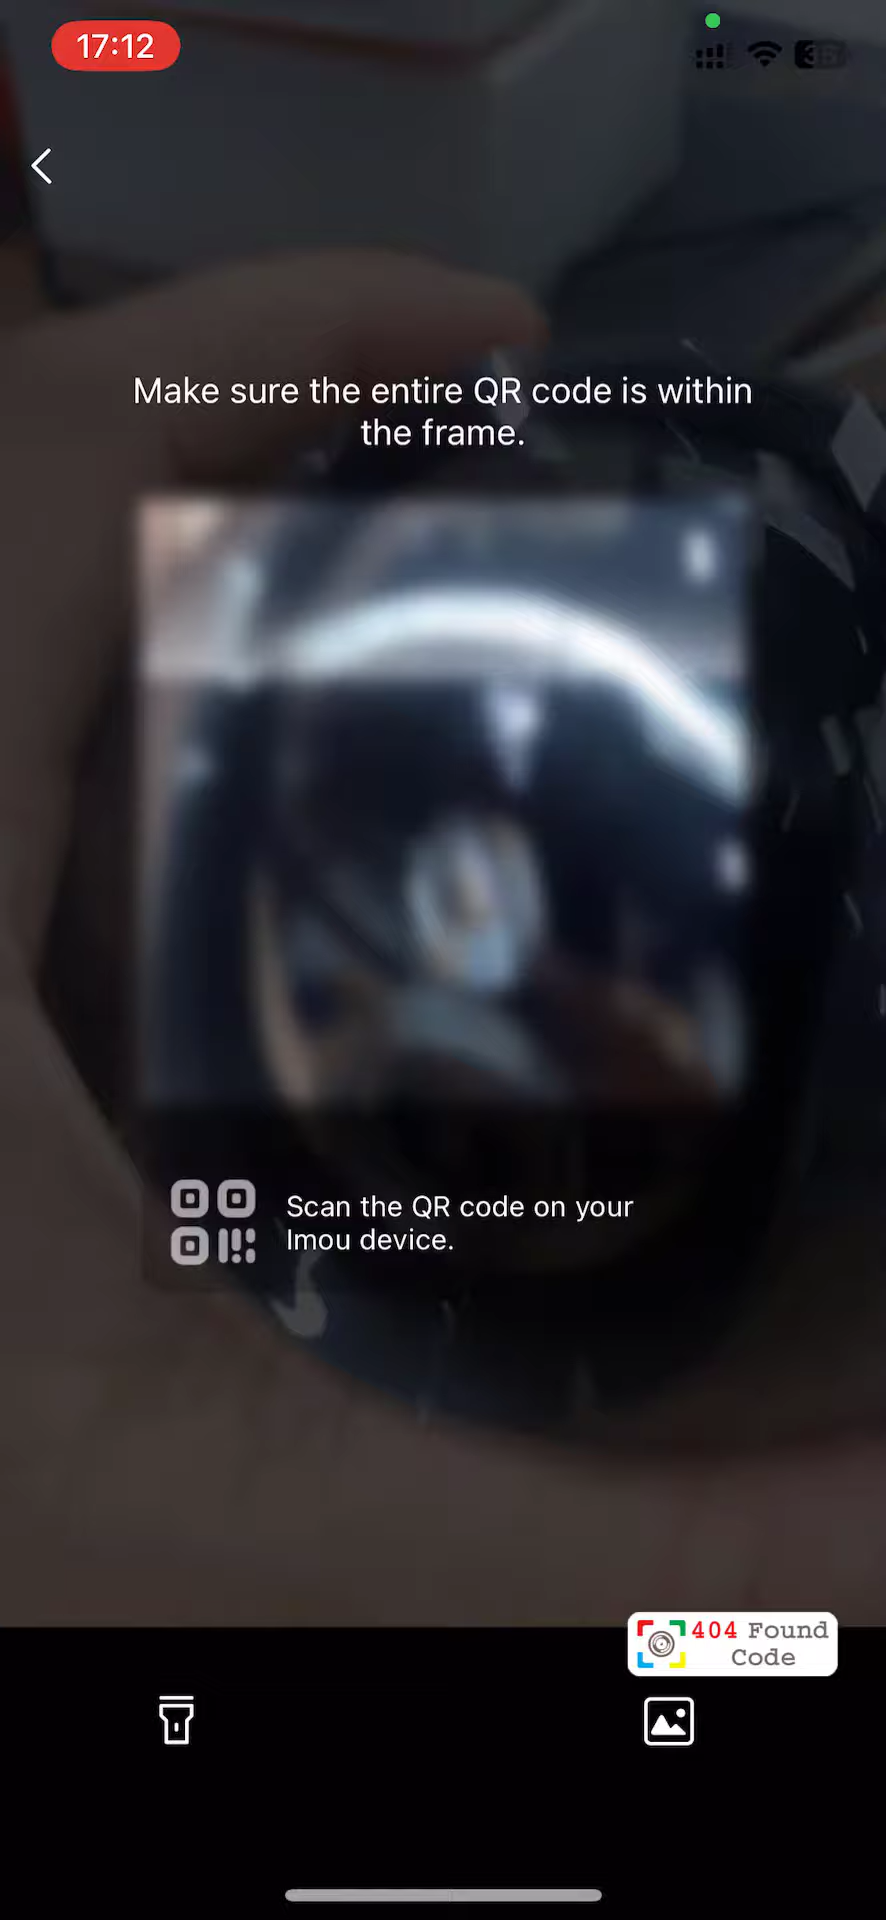 17:12
35
Make sure the entire QR code is within
the frame.
Scan the QR code on your
Imou device.
404 Found
Code